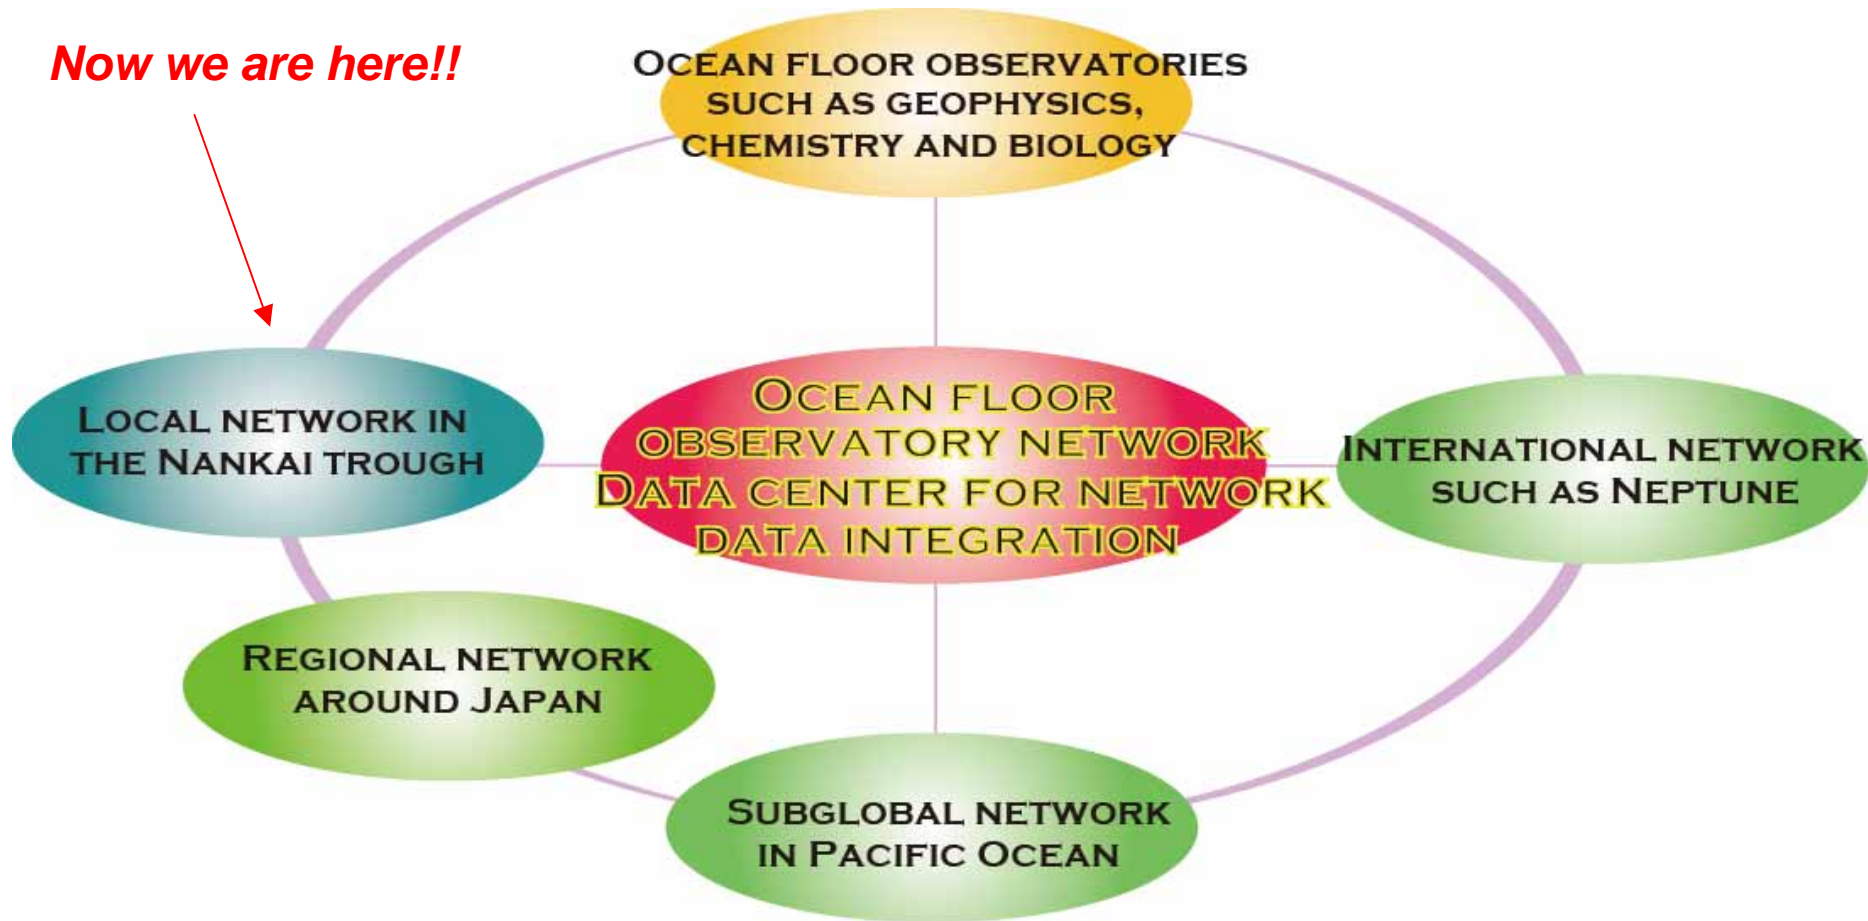 Now we are here!!
OCEAN FLOOR OBSERVATORIES
SUCH AS GEOPHYSICS,
CHEMISTRY AND BIOLOGY
LOCAL NETWORK IN
THE NANKAI TROUGH
OCEAN FLOOR
OBSERVATORY NETWORK
DATA CENTER FOR NETWORK
DATA INTEGRATION
INTERNATIONAL NETWORK
SUCH AS NEPTUNE
REGIONAL NETWORK
AROUND JAPAN
SUBGLOBAL NETWORK
IN PACIFIC OCEAN